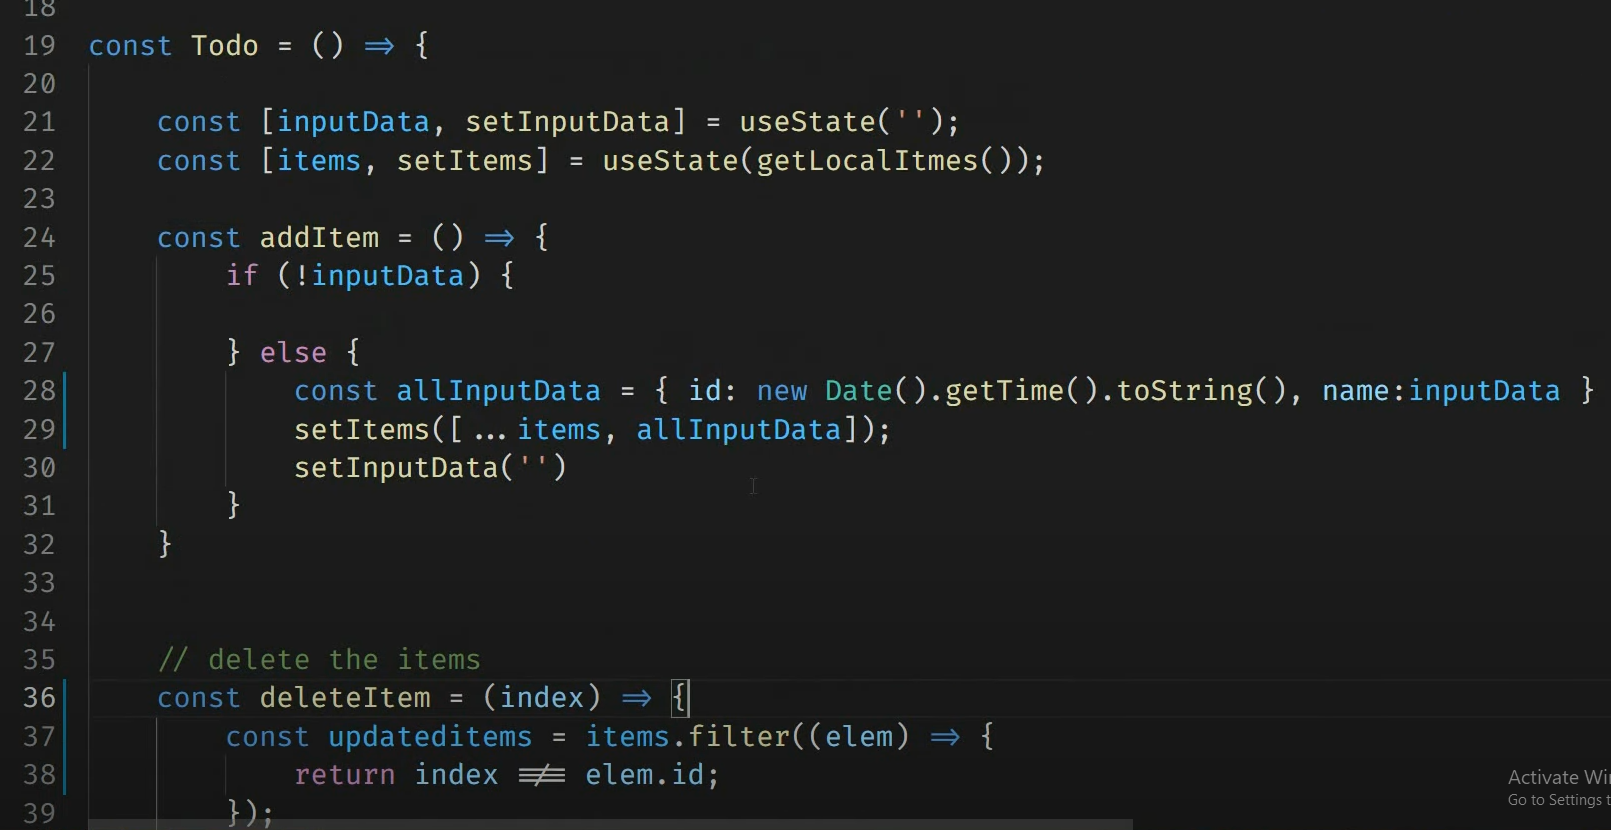 18
19 const Todo = () => {
20
21 const [inputData, setInputData] = useState('');
22 const [items, setItems] = useState(getLocalItmes());
23
24 const addItem = () => {
25 if (!inputData) {
26
27 } else {
28 const allInputData = { id: new Date().getTime().toString(), name:inputData }
29 setItems([...items, allInputData]);
30 setInputData('')
31 }
32 }
33
34
35 // delete the items
36 const deleteItem = (index) => {
37 const updateditems = items.filter((elem) => {
38 return index !== elem.id;
39 });
Activate Win
Go to Settings t